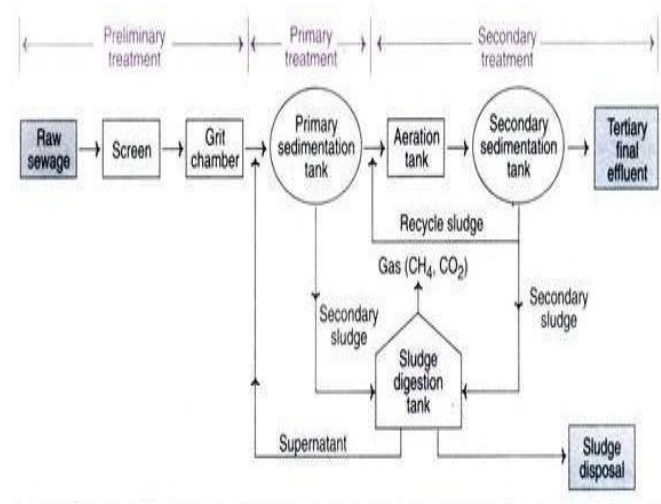 Preliminary
treatment
Primary
treatment
Secondary
treatment
Raw
sewage
Screen
Grit
chamber
Primary
sedimentation
tank
Aeration
tank
Secondary
sedimentation
tank
Tertiary
final
effluent
Recycle sludge
Gas (CH₄, CO₂)
Secondary
sludge
Secondary
sludge
Sludge
digestion
tank
Supernatant
Sludge
disposal